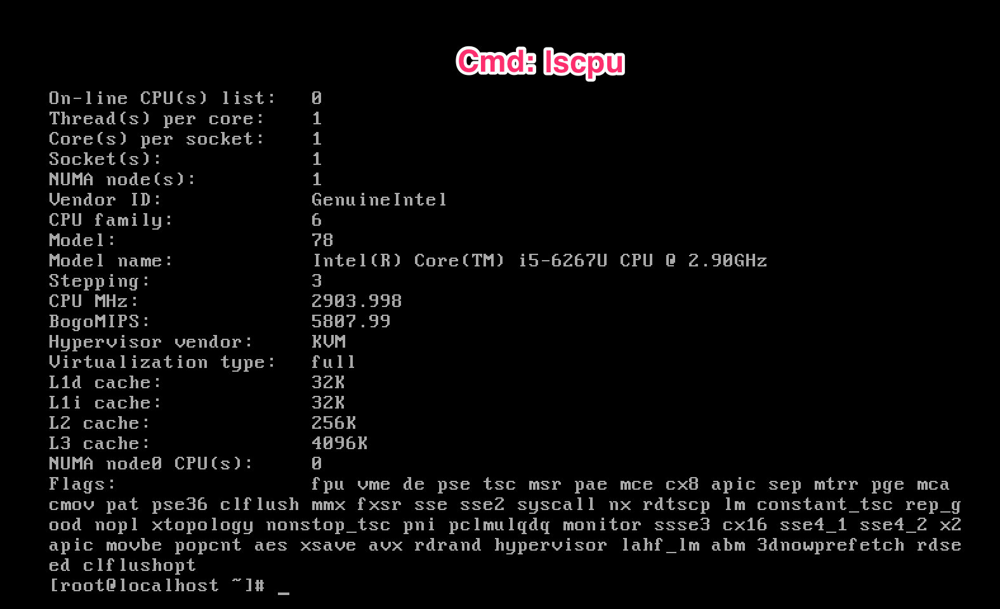 Cmd: lscpu
On-line CPU(s) list:   0
Thread(s) per core:    1
Core(s) per socket:    1
Socket(s):             1
NUMA node(s):          1
Vendor ID:             GenuineIntel
CPU family:            6
Model:                 78
Model name:            Intel(R) Core(TM) i5-6267U CPU @ 2.90GHz
Stepping:              3
CPU MHz:               2903.998
BogoMIPS:              5807.99
Hypervisor vendor:     KVM
Virtualization type:   full
L1d cache:             32K
L1i cache:             32K
L2 cache:              256K
L3 cache:              4096K
NUMA node0 CPU(s):     0
Flags:                 fpu vme de pse tsc msr pae mce cx8 apic sep mtrr pge mca
cmov pat pse36 clflush mmx fxsr sse sse2 syscall nx rdtscp lm constant_tsc rep_g
ood nopl xtopology nonstop_tsc pni pclmulqdq monitor ssse3 cx16 sse4_1 sse4_2 x2
apic movbe popcnt aes xsave avx rdrand hypervisor lahf_lm abm 3dnowprefetch rdse
ed clflushopt
[root@localhost ~]# _